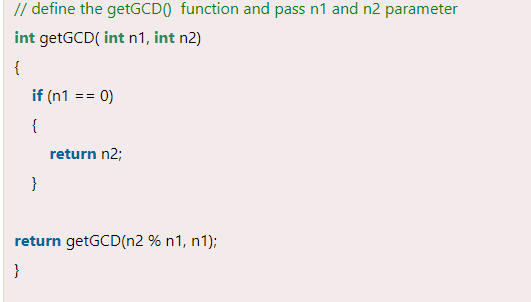 // define the getGCD()  function and pass n1 and n2 parameter
int getGCD( int n1, int n2)
{
if (n1 == 0)
{
return n2;
}
return getGCD(n2 % n1, n1);
}